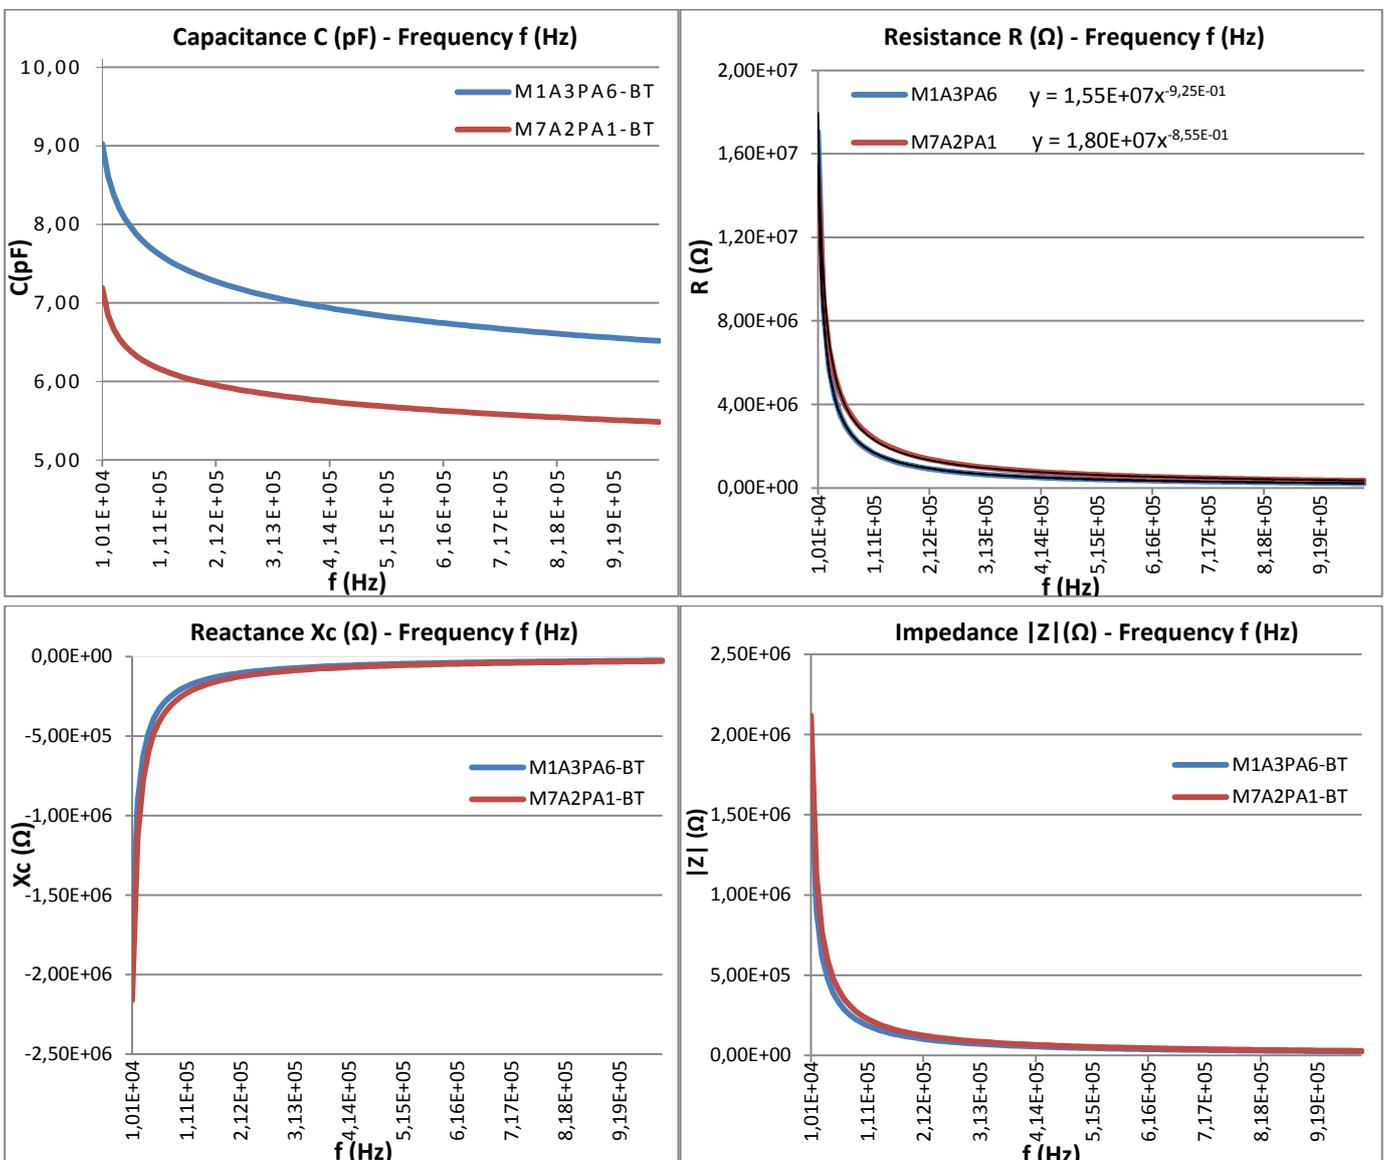 Capacitance C (pF) - Frequency f (Hz)
10,00
9,00
8,00
7,00
6,00
5,00
C(pF)
M1A3PA6-BT
M7A2PA1-BT
1,01E+04
1,11E+05
2,12E+05
3,13E+05
4,14E+05
5,15E+05
6,16E+05
7,17E+05
8,18E+05
9,19E+05
f (Hz)
Resistance R (Ω) - Frequency f (Hz)
2,00E+07
1,60E+07
1,20E+07
8,00E+06
4,00E+06
0,00E+00
R (Ω)
M1A3PA6 y = 1,55E+07x^-9,25E-01
M7A2PA1 y = 1,80E+07x^-8,55E-01
1,01E+04
1,11E+05
2,12E+05
3,13E+05
4,14E+05
5,15E+05
6,16E+05
7,17E+05
8,18E+05
9,19E+05
f (Hz)
Reactance Xc (Ω) - Frequency f (Hz)
0,00E+00
-5,00E+05
-1,00E+06
-1,50E+06
-2,00E+06
-2,50E+06
Xc (Ω)
M1A3PA6-BT
M7A2PA1-BT
1,01E+04
1,11E+05
2,12E+05
3,13E+05
4,14E+05
5,15E+05
6,16E+05
7,17E+05
8,18E+05
9,19E+05
f (Hz)
Impedance |Z|(Ω) - Frequency f (Hz)
2,50E+06
2,00E+06
1,50E+06
1,00E+06
5,00E+05
0,00E+00
|Z| (Ω)
M1A3PA6-BT
M7A2PA1-BT
1,01E+04
1,11E+05
2,12E+05
3,13E+05
4,14E+05
5,15E+05
6,16E+05
7,17E+05
8,18E+05
9,19E+05
f (Hz)